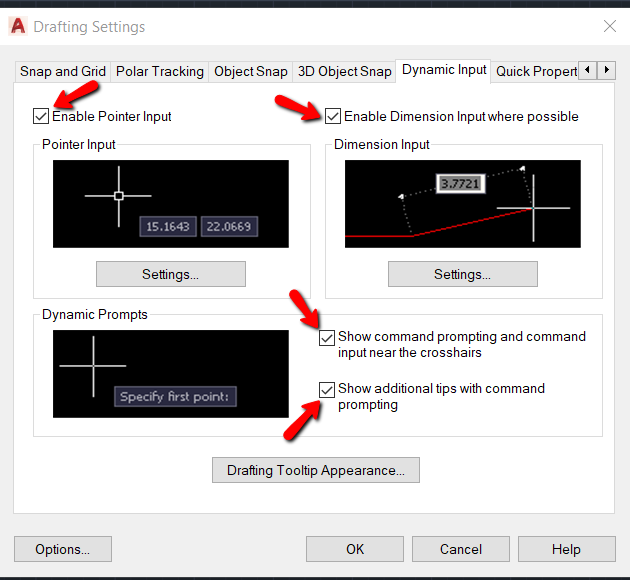 A Drafting Settings
Snap and Grid Polar Tracking Object Snap 3D Object Snap Dynamic Input Quick Propert
Enable Pointer Input
Enable Dimension Input where possible
Pointer Input
Dimension Input
3.7721
15.1643 22.0669
Settings...
Settings...
Dynamic Prompts
Specify first point:
Show command prompting and command
input near the crosshairs
Show additional tips with command
prompting
Drafting Tooltip Appearance...
Options... OK Cancel Help